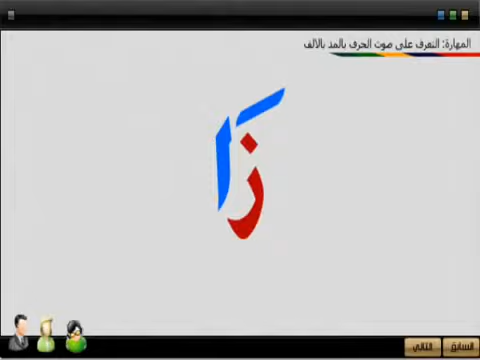 المهارة: التعرف على صوت الحرف بالمد بالألف
زَا
السابق
التالي